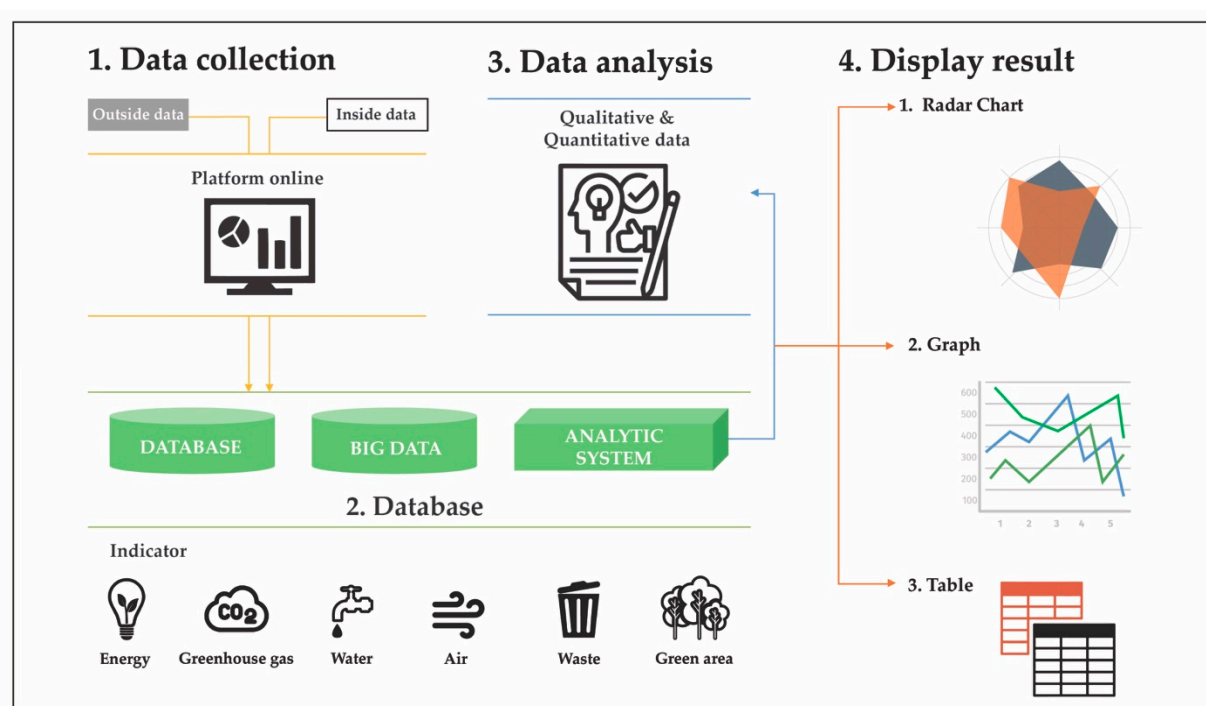 1. Data collection
Outside data
Inside data
Platform online
3. Data analysis
Qualitative &
Quantitative data
DATABASE
BIG DATA
ANALYTIC
SYSTEM
2. Database
Indicator
CO2
Energy
Greenhouse gas
Water
Air
Waste
Green area
4. Display result
1. Radar Chart
2. Graph
600
500
400
300
200
100
1 2 3 4 5
3. Table